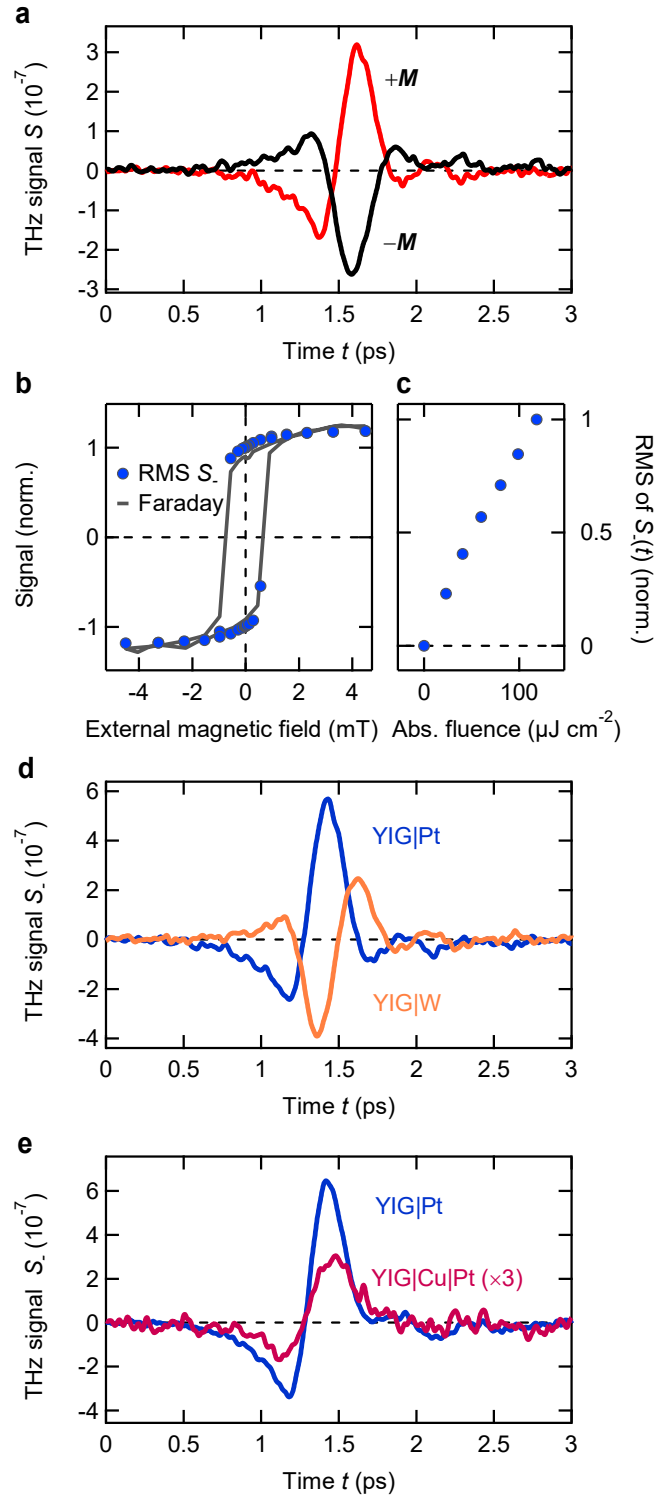 a
THz signal S (10⁻⁷)
3
2
1
0
-1
-2
-3
+M
−M
0
0.5
1
1.5
2
2.5
3
Time t (ps)
b
Signal (norm.)
1
0
-1
RMS S₋
Faraday
-4
-2
0
2
4
External magnetic field (mT)
c
1
0.5
0
RMS of S₋(t) (norm.)
0
100
Abs. fluence (µJ cm⁻²)
d
THz signal S₋ (10⁻⁷)
6
4
2
0
-2
-4
YIG|Pt
YIG|W
0
0.5
1
1.5
2
2.5
3
Time t (ps)
e
THz signal S₋ (10⁻⁷)
6
4
2
0
-2
-4
YIG|Pt
YIG|Cu|Pt (×3)
0
0.5
1
1.5
2
2.5
3
Time t (ps)